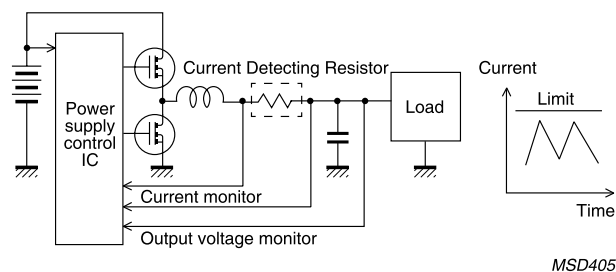 Current Detecting Resistor
Power
supply
control
IC
Load
Current monitor
Output voltage monitor
Current
Limit
Time
MSD405